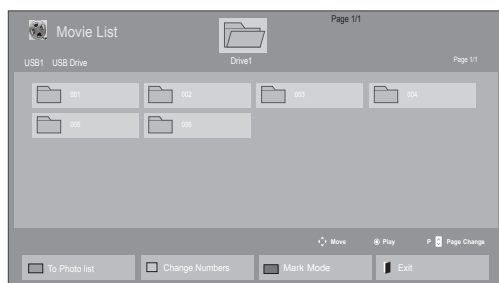 Page 1/1
Movie List
Drive1
USB1 USB Drive
Page 1/1
001 002 003 004
005 006
Move Play P Page Change
To Photo list Change Numbers Mark Mode Exit